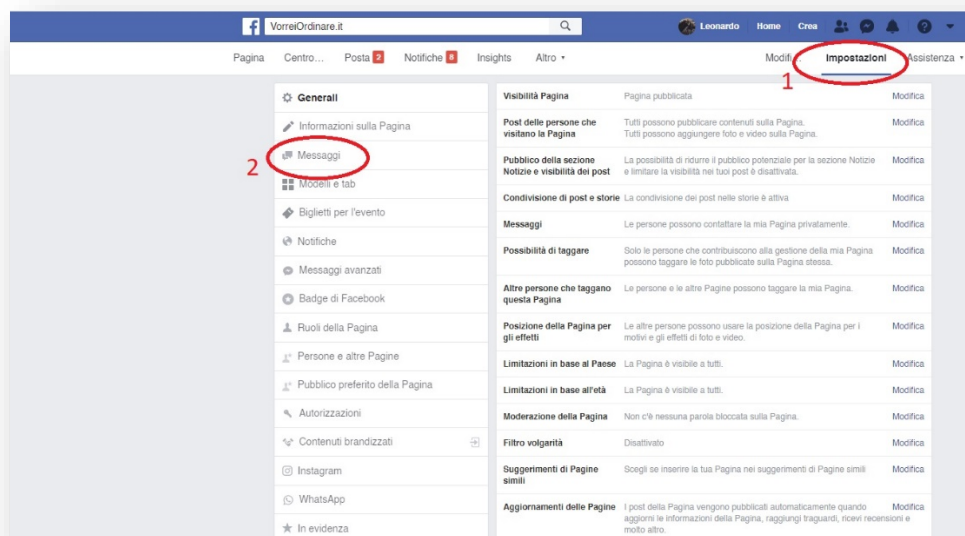 VorreiOrdinare.it
Leonardo Home Crea
Pagina Centro... Posta 2 Notifiche 8 Insights Altro Modifi... Impostazioni Assistenza
1
Generali
Informazioni sulla Pagina
Messaggi
2
Modelli e tab
Biglietti per l'evento
Notifiche
Messaggi avanzati
Badge di Facebook
Ruoli della Pagina
Persone e altre Pagine
Pubblico preferito della Pagina
Autorizzazioni
Contenuti brandizzati
Instagram
WhatsApp
In evidenza
Visibilità Pagina Pagina pubblicata Modifica
Post delle persone che Tutti possono pubblicare contenuti sulla Pagina. Modifica
visitano la Pagina Tutti possono aggiungere foto e video sulla Pagina.
Pubblico della sezione La possibilità di ridurre il pubblico potenziale per la sezione Notizie Modifica
Notizie e visibilità dei post e limitare la visibilità nei tuoi post è disattivata.
Condivisione di post e storie La condivisione dei post nelle storie è attiva Modifica
Messaggi Le persone possono contattare la mia Pagina privatamente. Modifica
Possibilità di taggare Solo le persone che contribuiscono alla gestione della mia Pagina Modifica
possono taggare le foto pubblicate sulla Pagina stessa.
Altre persone che taggano Le persone e le altre Pagine possono taggare la mia Pagina. Modifica
questa Pagina
Posizione della Pagina per Le altre persone possono usare la posizione della Pagina per i Modifica
gli effetti motivi e gli effetti di foto e video.
Limitazioni in base al Paese La Pagina è visibile a tutti. Modifica
Limitazioni in base all'età La Pagina è visibile a tutti. Modifica
Moderazione della Pagina Non c'è nessuna parola bloccata sulla Pagina. Modifica
Filtro volgarità Disattivato Modifica
Suggerimenti di Pagine Scegli se inserire la tua Pagina nei suggerimenti di Pagine simili Modifica
simili
Aggiornamenti delle Pagine I post della Pagina vengono pubblicati automaticamente quando Modifica
aggiorni le informazioni della Pagina, raggiungi traguardi, ricevi recensioni e
molto altro.